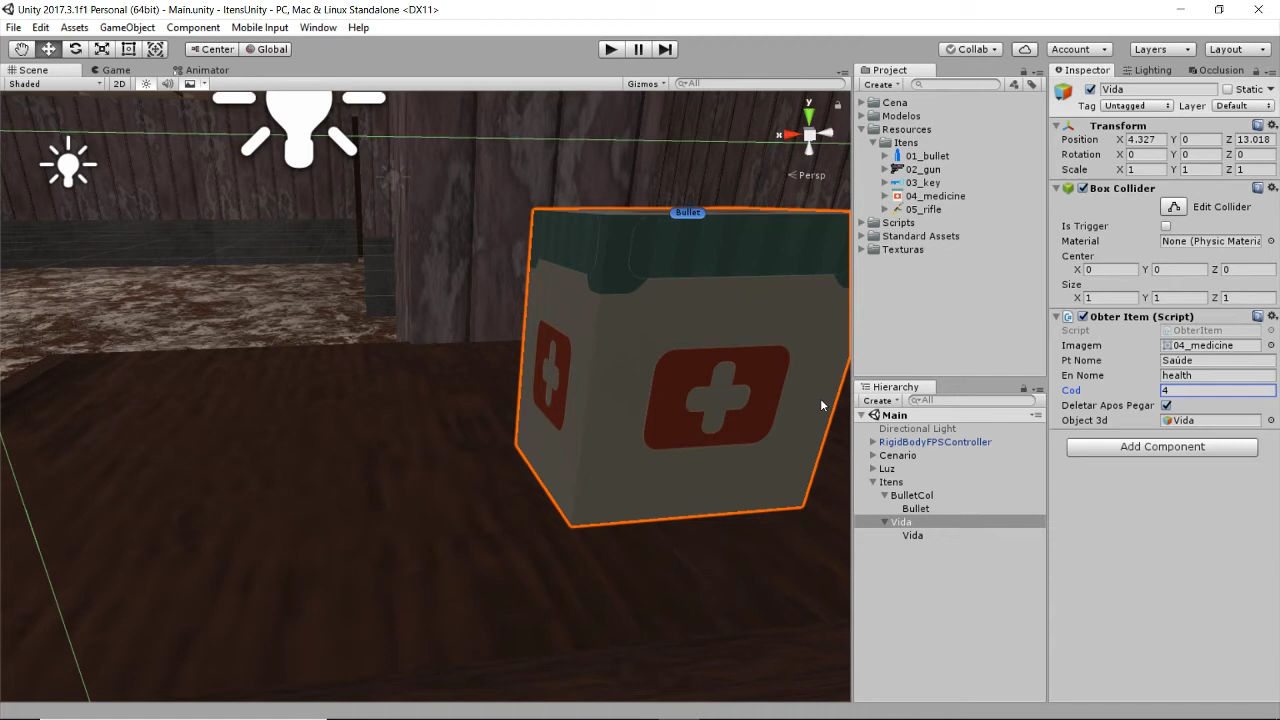 Unity 2017.3.1f1 Personal (64bit) - Main.unity - ItensUnity - PC, Mac & Linux Standalone <DX11>
File Edit Assets GameObject Component Mobile Input Window Help
Center Global Collab Account Layers Layout
Scene Game Animator
Shaded 2D Gizmos All
y
x
Persp
Bullet
Project
Create
Cena
Modelos
Resources
Itens
01_bullet
02_gun
03_key
04_medicine
05_rifle
Scripts
Standard Assets
Texturas
Hierarchy
Create All
Main
Directional Light
RigidBodyFPSController
Cenario
Luz
Itens
BulletCol
Bullet
Vida
Vida
Inspector Lighting Occlusion
Vida Static
Tag Untagged Layer Default
Transform
Position X 4.327 Y 0 Z 13.018
Rotation X 0 Y 0 Z 0
Scale X 1 Y 1 Z 1
Box Collider
Edit Collider
Is Trigger
Material None (Physic Materia
Center
X 0 Y 0 Z 0
Size
X 1 Y 1 Z 1
Obter Item (Script)
Script ObterItem
Imagem 04_medicine
Pt Nome Saúde
En Nome health
Cod 4
Deletar Apos Pegar
Object 3d Vida
Add Component